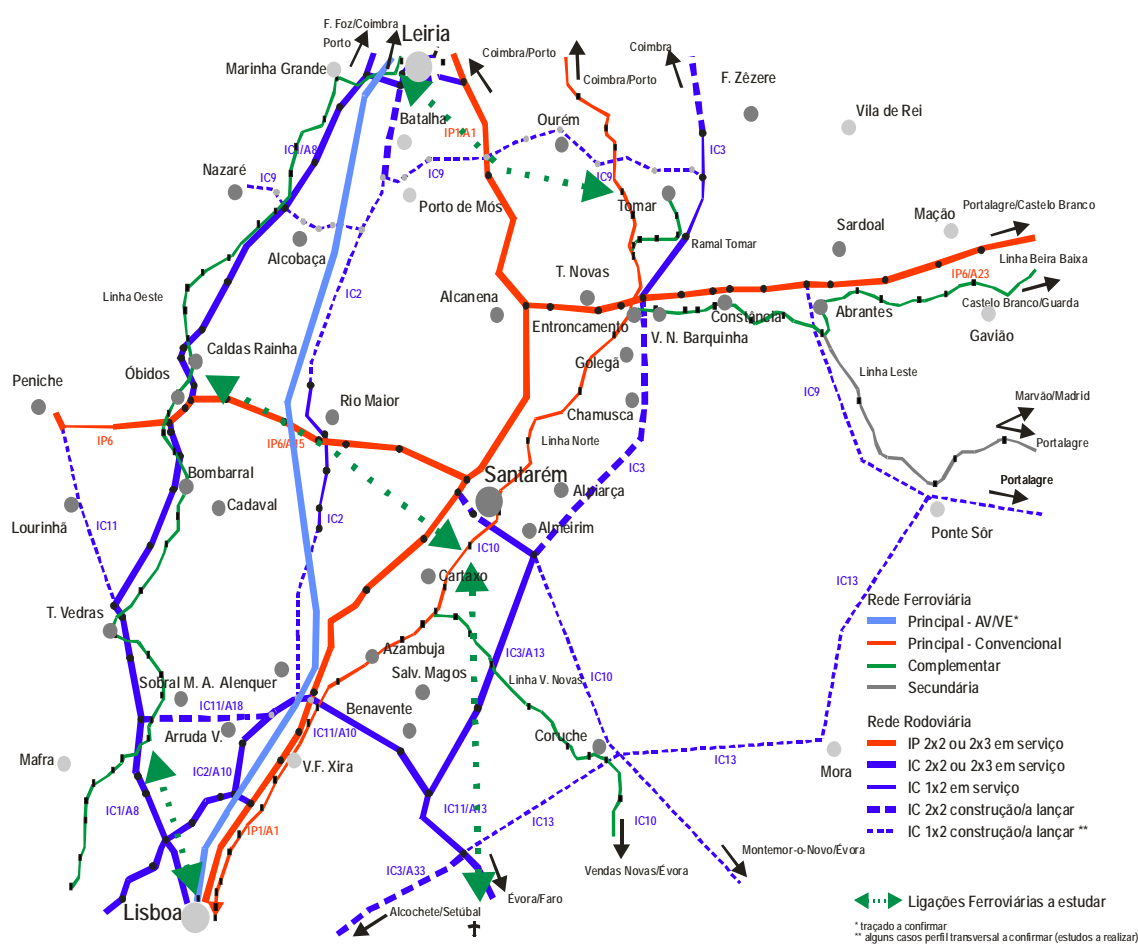 F. Foz/Coimbra
Porto
Leiria
Marinha Grande
Coimbra/Porto
Coimbra/Porto
Coimbra
F. Zêzere
Vila de Rei
Batalha
IP1/A1
Ourém
IC1/A8
IC9
IC9
IC3
Nazaré
Porto de Mós
Tomar
Sardoal
Mação
Portalagre/Castelo Branco
Alcobaça
Ramal Tomar
Linha Beira Baixa
T. Novas
IP6/A23
Linha Oeste
IC2
Alcanena
Castelo Branco/Guarda
Entroncamento
Constância
Abrantes
Gavião
V. N. Barquinha
Caldas Rainha
Golegã
Óbidos
Linha Leste
Peniche
IC9
Rio Maior
Chamusca
Marvão/Madrid
IP6
IP6/A15
Linha Norte
Portalagre
IC3
Bombarral
Santarém
Portalagre
Cadaval
Alpiarça
Lourinhã
IC11
IC2
Almeirim
Ponte Sôr
IC10
Cartaxo
IC13
T. Vedras
Azambuja
IC3/A13
Salv. Magos
Linha V. Novas
IC10
Sobral M. A.
Alenquer
IC11/A18
Benavente
Arruda V.
IC11/A10
Coruche
Mafra
IC2/A10
V.F. Xira
IC13
Mora
IC1/A8
IP1/A1
IC11/A13
IC13
IC10
Montemor-o-Novo/Évora
IC3/A33
Vendas Novas/Évora
Évora/Faro
Lisboa
Alcochete/Setúbal
Rede Ferroviária
Principal - AV/VE*
Principal - Convencional
Complementar
Secundária
Rede Rodoviária
IP 2x2 ou 2x3 em serviço
IC 2x2 ou 2x3 em serviço
IC 1x2 em serviço
IC 2x2 construção/a lançar
IC 1x2 construção/a lançar **
Ligações Ferroviárias a estudar
* traçado a confirmar
** alguns casos perfil transversal a confirmar (estudos a realizar)